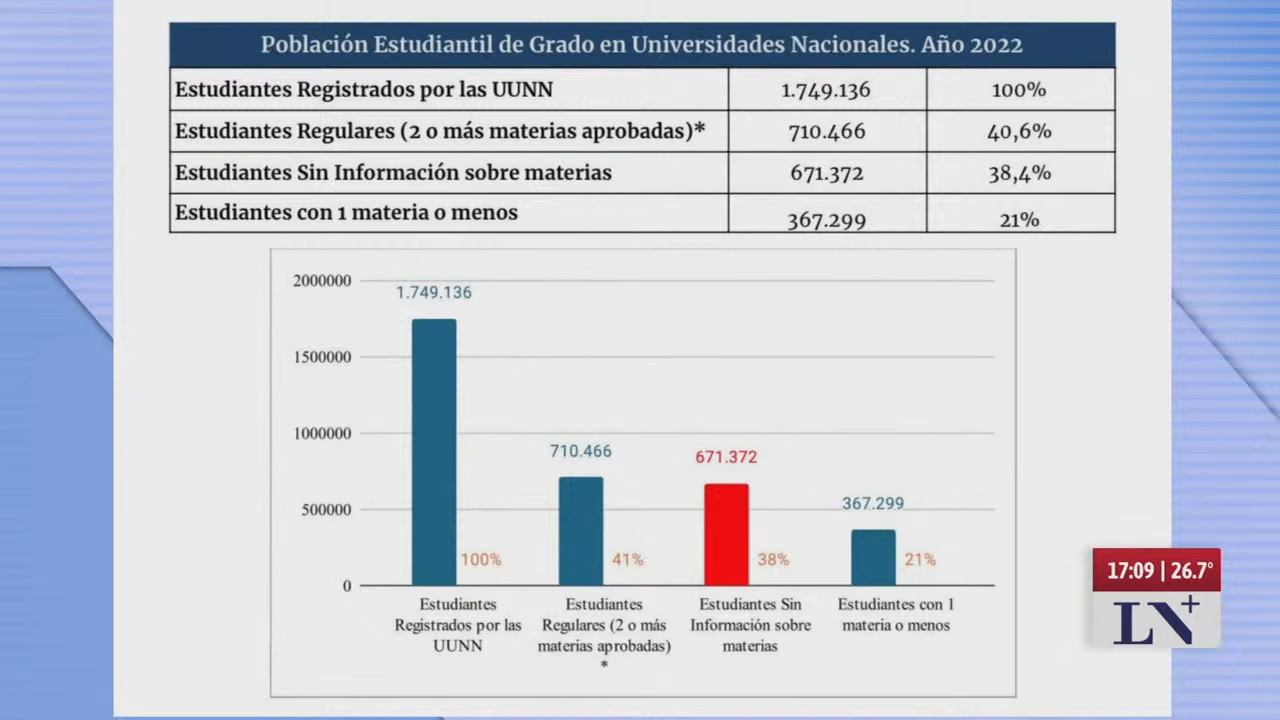 Población Estudiantil de Grado en Universidades Nacionales. Año 2022
Estudiantes Registrados por las UUNN 1.749.136 100%
Estudiantes Regulares (2 o más materias aprobadas)* 710.466 40,6%
Estudiantes Sin Información sobre materias 671.372 38,4%
Estudiantes con 1 materia o menos 367.299 21%
2000000
1.749.136
1500000
1000000
710.466
671.372
500000
367.299
100%
41%
38%
21%
0
Estudiantes
Registrados por las
UUNN
Estudiantes
Regulares (2 o más
materias aprobadas)
*
Estudiantes Sin
Información sobre
materias
Estudiantes con 1
materia o menos
17:09 | 26.7°
LN+